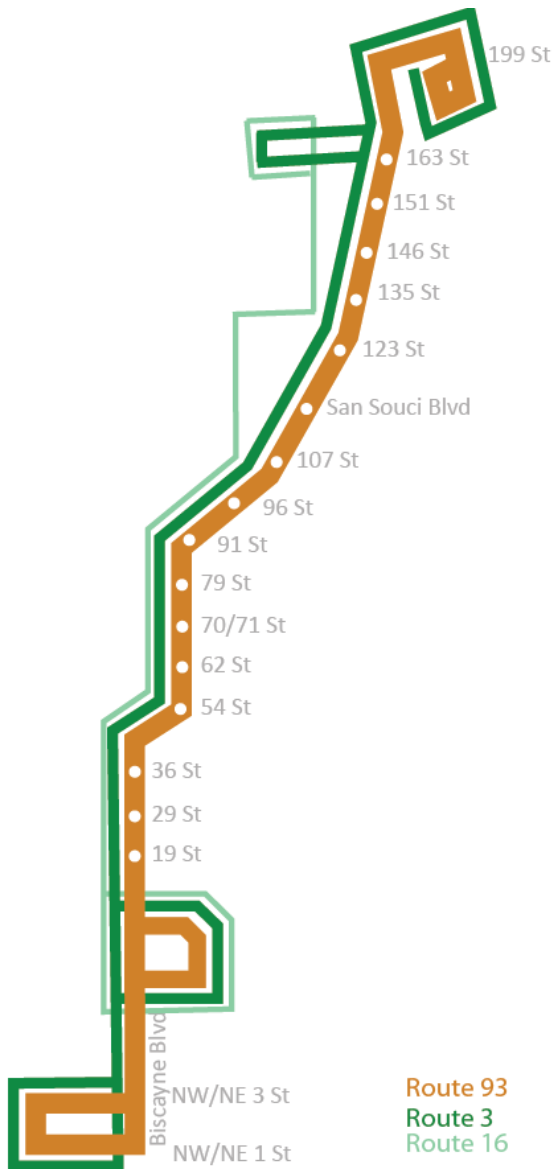 199 St
163 St
151 St
146 St
135 St
123 St
San Souci Blvd
107 St
96 St
91 St
79 St
70/71 St
62 St
54 St
36 St
29 St
19 St
Biscayne Blvd
NW/NE 3 St
NW/NE 1 St
Route 93
Route 3
Route 16